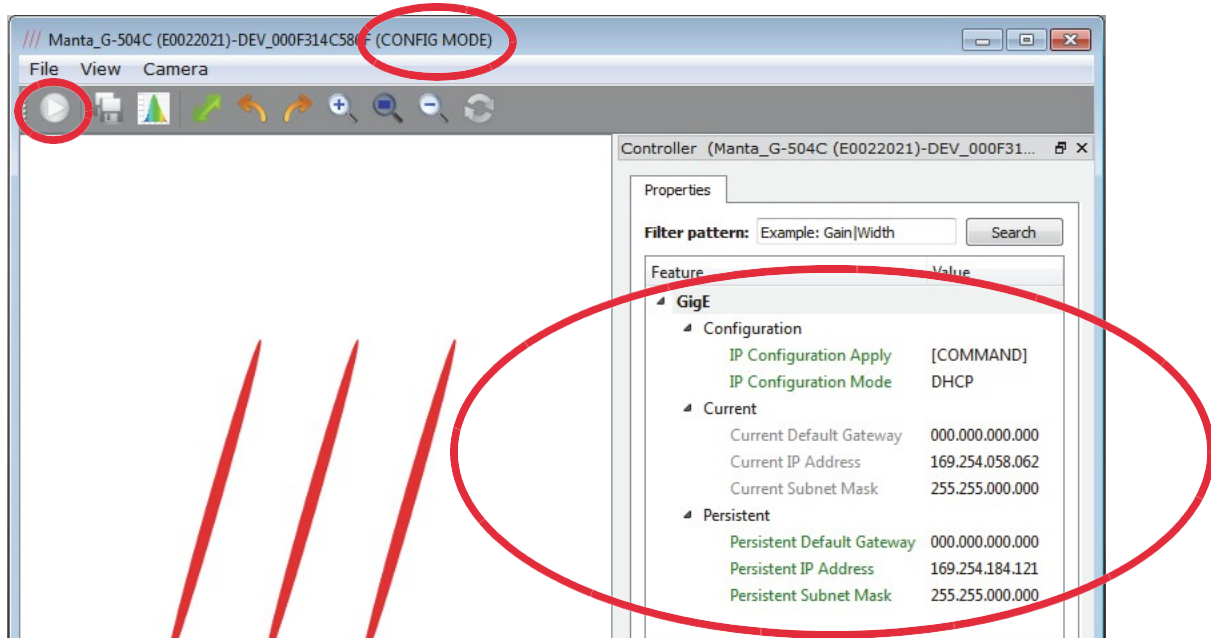 Manta_G-504C (E0022021)-DEV_000F314C586F (CONFIG MODE)
File View Camera
Controller (Manta_G-504C (E0022021)-DEV_000F31...
Properties
Filter pattern: Example: Gain|Width Search
Feature Value
GigE
Configuration
IP Configuration Apply [COMMAND]
IP Configuration Mode DHCP
Current
Current Default Gateway 000.000.000.000
Current IP Address 169.254.058.062
Current Subnet Mask 255.255.000.000
Persistent
Persistent Default Gateway 000.000.000.000
Persistent IP Address 169.254.184.121
Persistent Subnet Mask 255.255.000.000